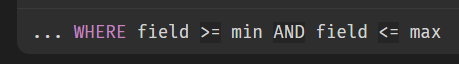 ... WHERE field >= min AND field <= max